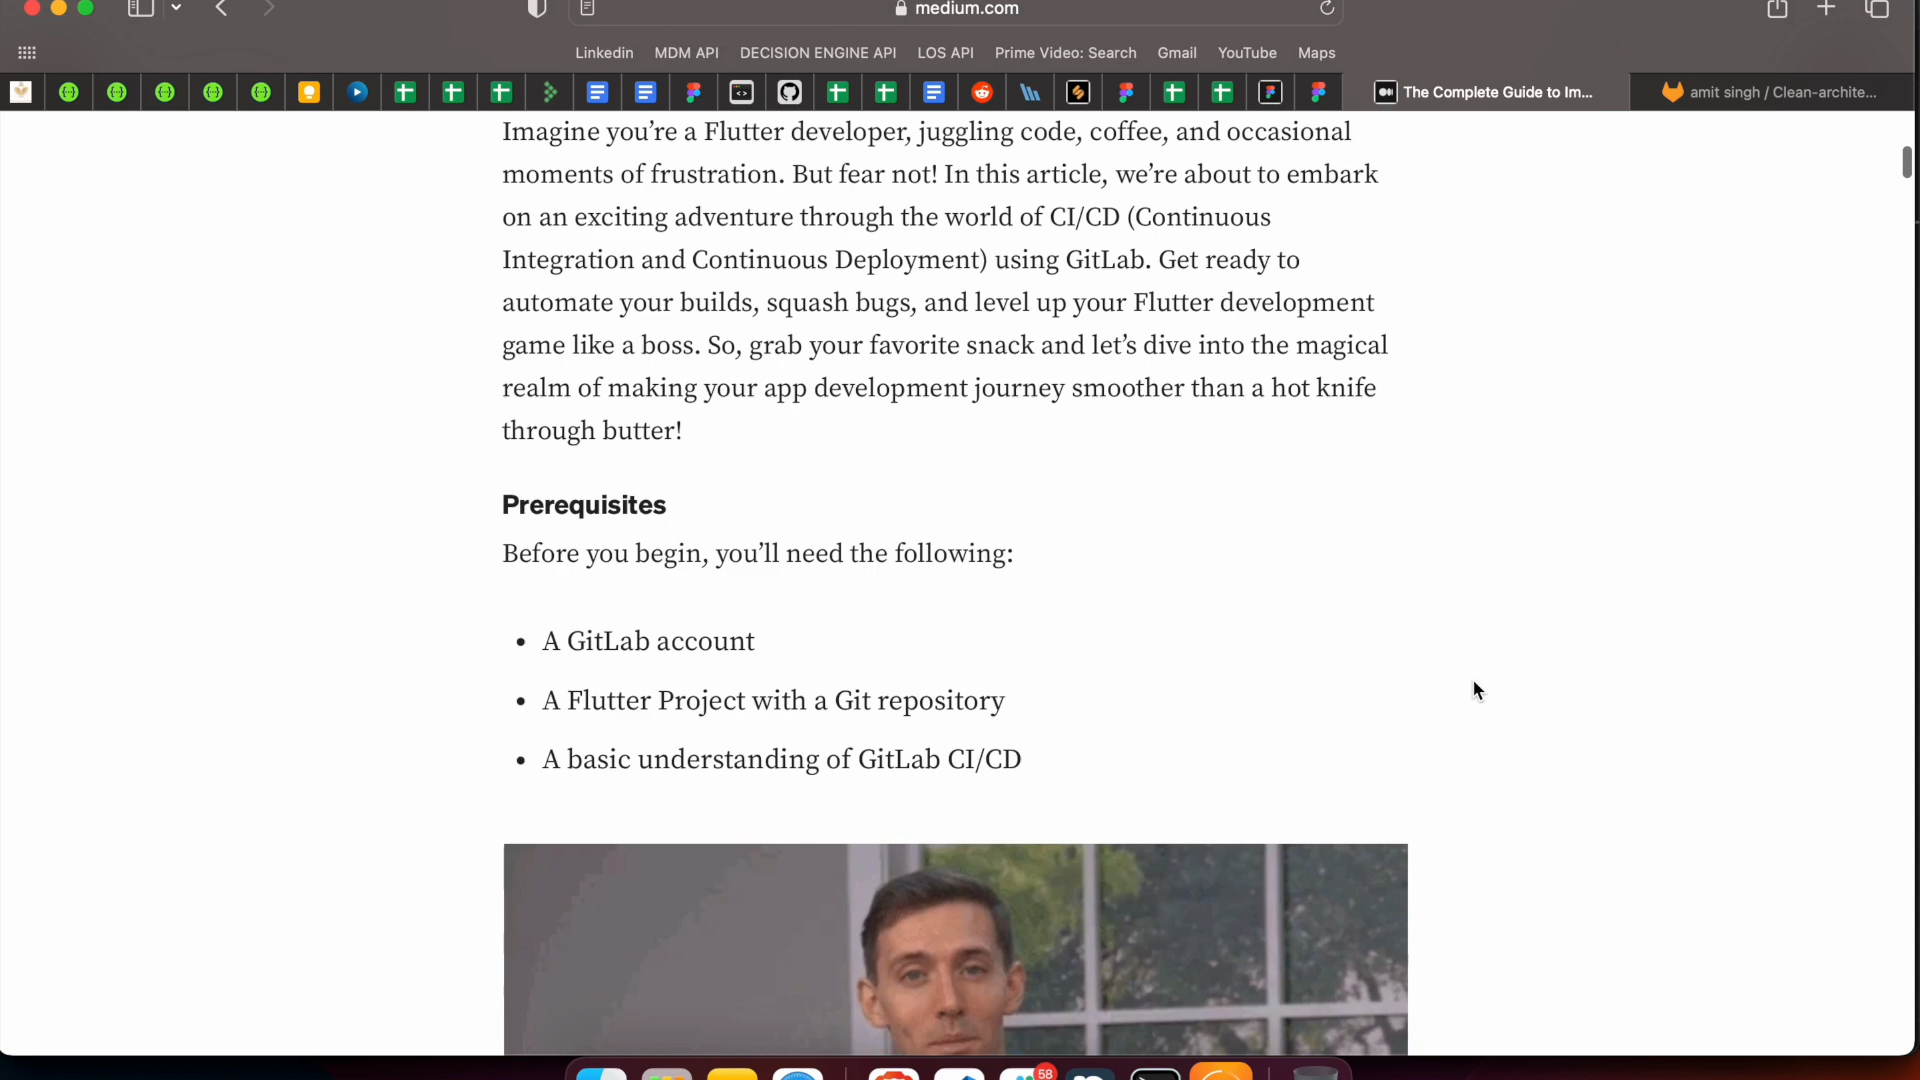 medium.com
Linkedin MDM API DECISION ENGINE API LOS API Prime Video: Search Gmail YouTube Maps
The Complete Guide to Im... amit singh / Clean-archite...
Imagine you’re a Flutter developer, juggling code, coffee, and occasional
moments of frustration. But fear not! In this article, we’re about to embark
on an exciting adventure through the world of CI/CD (Continuous
Integration and Continuous Deployment) using GitLab. Get ready to
automate your builds, squash bugs, and level up your Flutter development
game like a boss. So, grab your favorite snack and let’s dive into the magical
realm of making your app development journey smoother than a hot knife
through butter!
Prerequisites
Before you begin, you’ll need the following:
• A GitLab account
• A Flutter Project with a Git repository
• A basic understanding of GitLab CI/CD
58